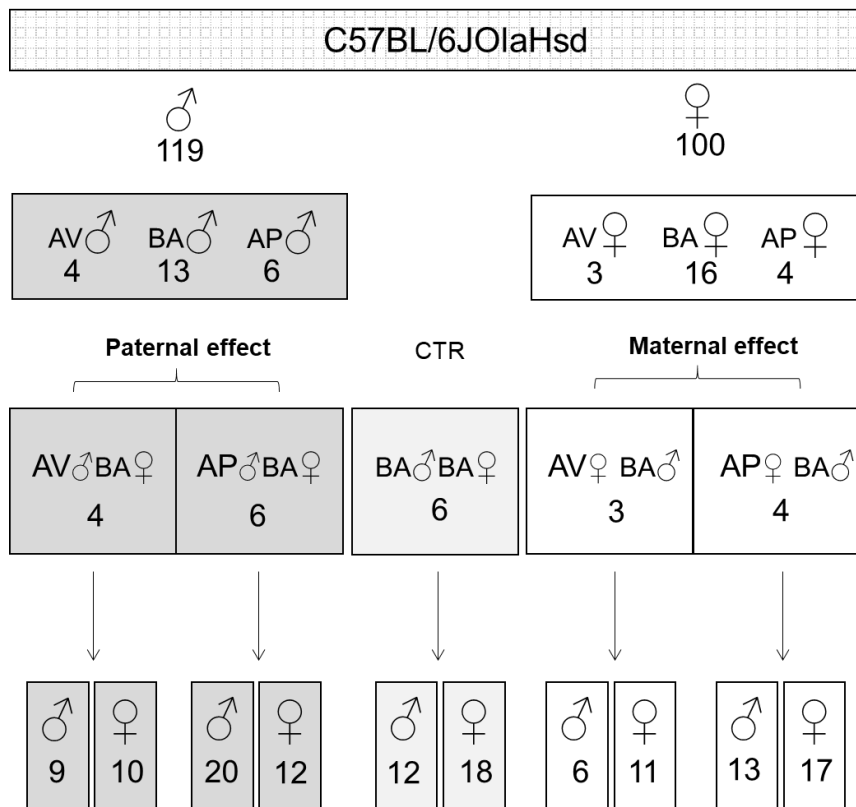 C57BL/6JOlaHsd
♂ ♀
119 100
AV♂ BA♂ AP♂ AV♀ BA♀ AP♀
4 13 6 3 16 4
Paternal effect CTR Maternal effect
AV♂BA♀ AP♂BA♀ BA♂BA♀ AV♀ BA♂ AP♀ BA♂
4 6 6 3 4
♂ ♀ ♂ ♀ ♂ ♀ ♂ ♀ ♂ ♀
9 10 20 12 12 18 6 11 13 17